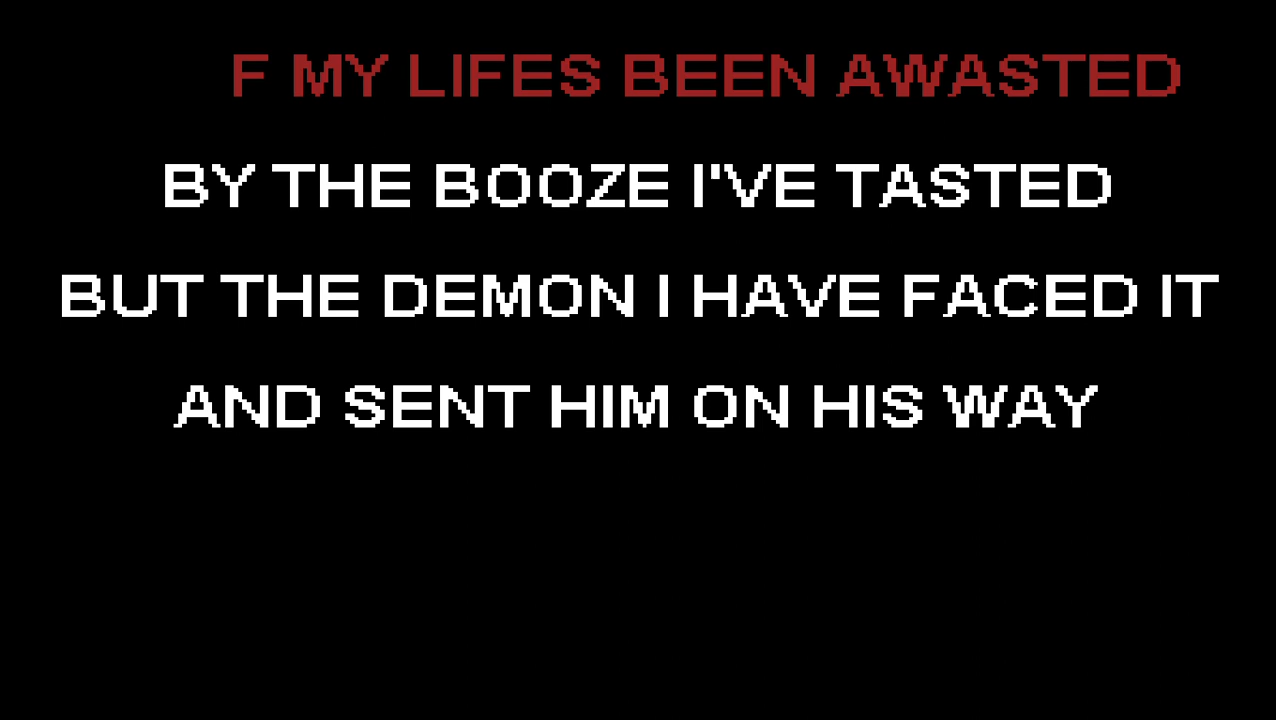 F MY LIFES BEEN AWASTED
BY THE BOOZE I'VE TASTED
BUT THE DEMON I HAVE FACED IT
AND SENT HIM ON HIS WAY